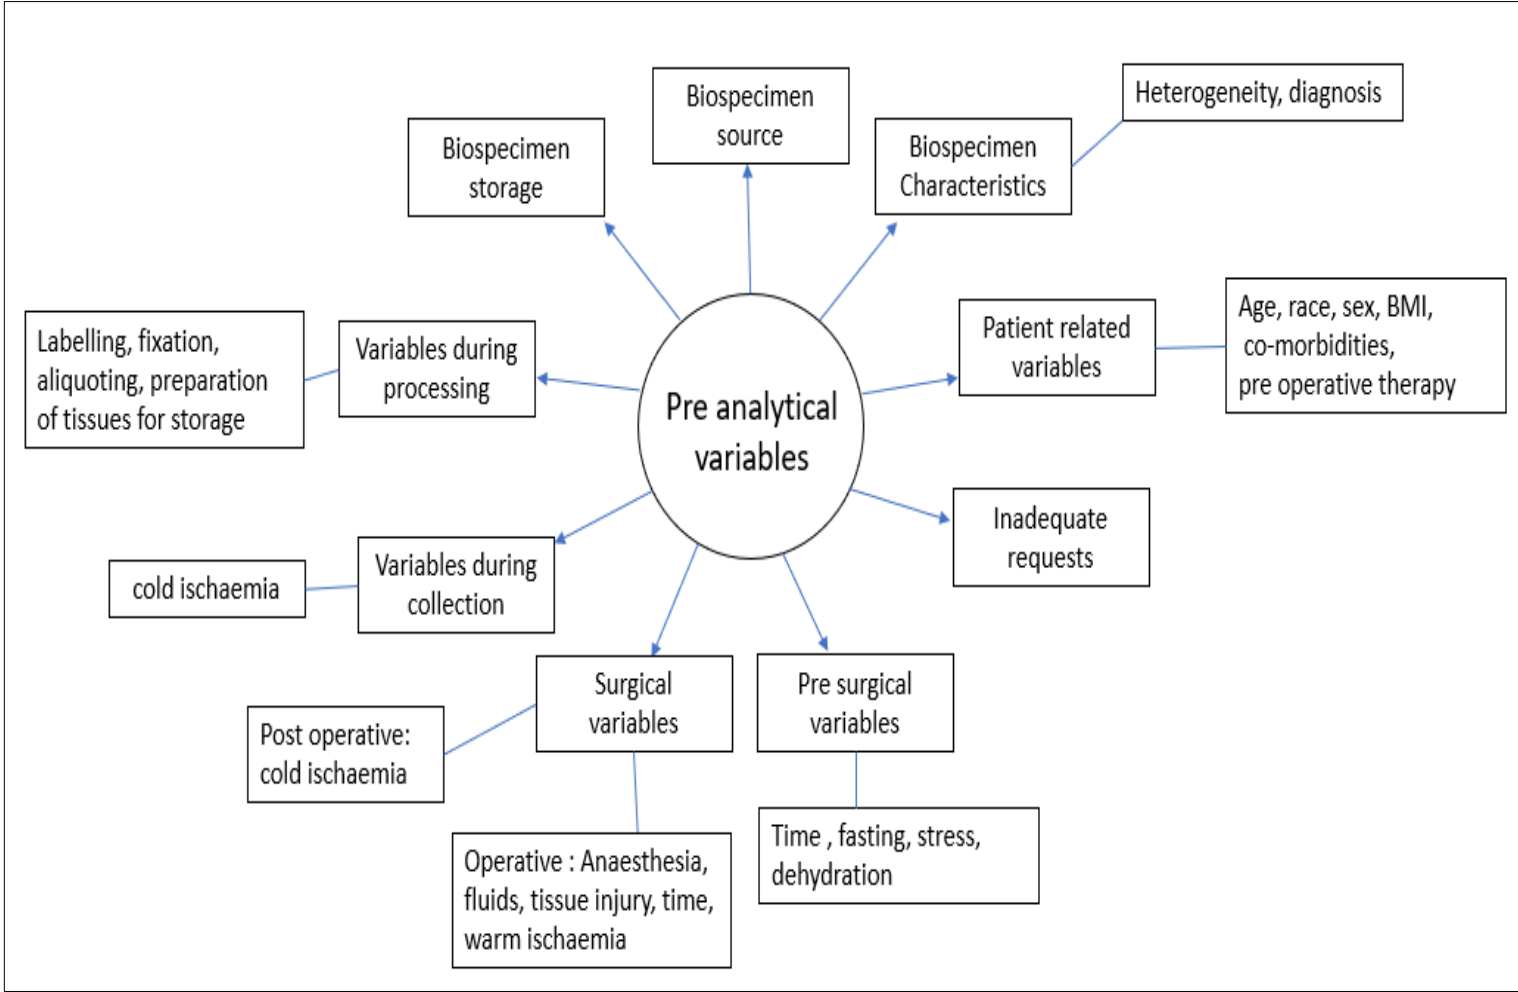 Biospecimen
source
Heterogeneity, diagnosis
Biospecimen
storage
Biospecimen
Characteristics
Patient related
variables
Age, race, sex, BMI,
co-morbidities,
pre operative therapy
Labelling, fixation,
aliquoting, preparation
of tissues for storage
Variables during
processing
Pre analytical
variables
Inadequate
requests
cold ischaemia
Variables during
collection
Surgical
variables
Pre surgical
variables
Post operative:
cold ischaemia
Operative : Anaesthesia,
fluids, tissue injury, time,
warm ischaemia
Time , fasting, stress,
dehydration